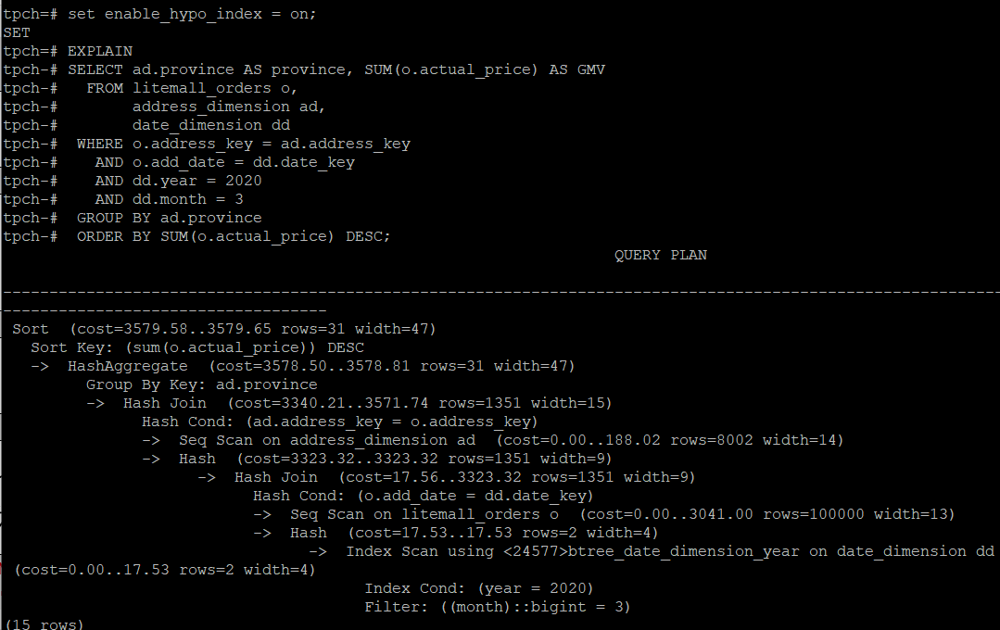 tpch=# set enable_hypo_index = on;
SET
tpch=# EXPLAIN
tpch-# SELECT ad.province AS province, SUM(o.actual_price) AS GMV
tpch-#   FROM litemall_orders o,
tpch-#        address_dimension ad,
tpch-#        date_dimension dd
tpch-#  WHERE o.address_key = ad.address_key
tpch-#    AND o.add_date = dd.date_key
tpch-#    AND dd.year = 2020
tpch-#    AND dd.month = 3
tpch-#  GROUP BY ad.province
tpch-#  ORDER BY SUM(o.actual_price) DESC;
QUERY PLAN
------------------------------------------------------------------------------------------------------------
-----------------------------------
 Sort  (cost=3579.58..3579.65 rows=31 width=47)
   Sort Key: (sum(o.actual_price)) DESC
   ->  HashAggregate  (cost=3578.50..3578.81 rows=31 width=47)
         Group By Key: ad.province
         ->  Hash Join  (cost=3340.21..3571.74 rows=1351 width=15)
               Hash Cond: (ad.address_key = o.address_key)
               ->  Seq Scan on address_dimension ad  (cost=0.00..188.02 rows=8002 width=14)
               ->  Hash  (cost=3323.32..3323.32 rows=1351 width=9)
                     ->  Hash Join  (cost=17.56..3323.32 rows=1351 width=9)
                           Hash Cond: (o.add_date = dd.date_key)
                           ->  Seq Scan on litemall_orders o  (cost=0.00..3041.00 rows=100000 width=13)
                           ->  Hash  (cost=17.53..17.53 rows=2 width=4)
                                 ->  Index Scan using <24577>btree_date_dimension_year on date_dimension dd
 (cost=0.00..17.53 rows=2 width=4)
                                       Index Cond: (year = 2020)
                                       Filter: ((month)::bigint = 3)
(15 rows)